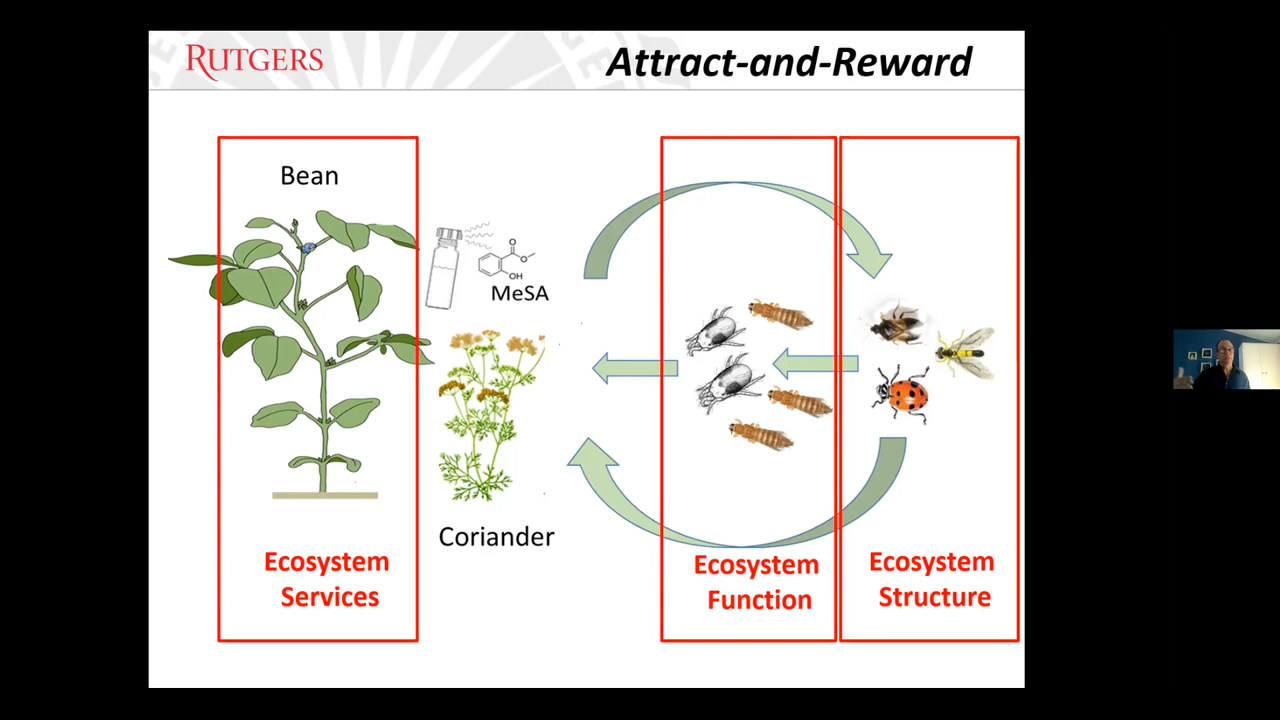 RUTGERS
Attract-and-Reward
Bean
O
O
OH
MeSA
Coriander
Ecosystem
Services
Ecosystem
Function
Ecosystem
Structure